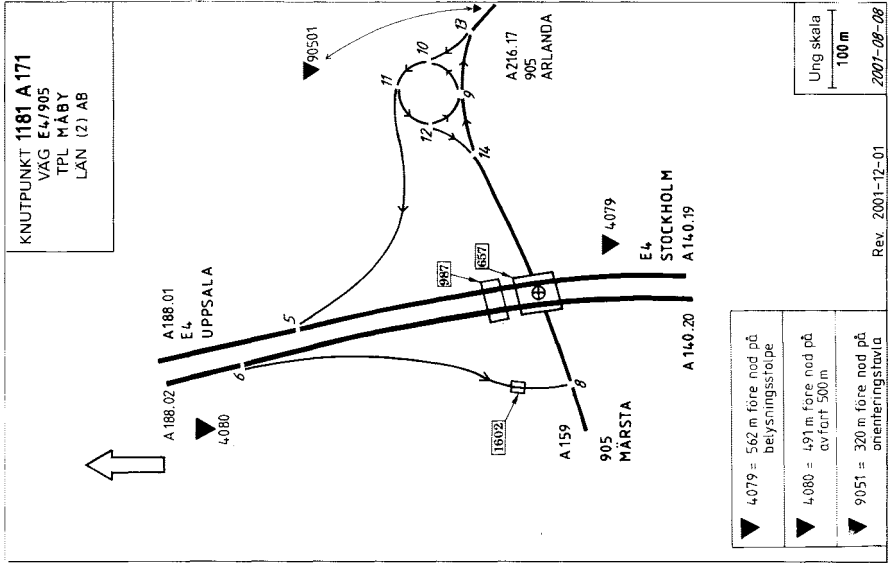 KNUTPUNKT 1181 A 171
VÄG E4/905
TPL MÅBY
LÄN (2) AB
90501
13
10
11
A216.17
905
ARLANDA
9
12
14
A188.01
E4
UPPSALA
5
A188.02
6
4080
987
657
4079
E4
STOCKHOLM
A140.19
A140.20
8
1602
A159
905
MÄRSTA
Ung skala
100 m
4079 = 562 m före nod på
belysningsstolpe
4080 = 491 m före nod på
avfart 500 m
9051 = 320 m före nod på
orienteringstavla
Rev. 2001-12-01
2001-08-08